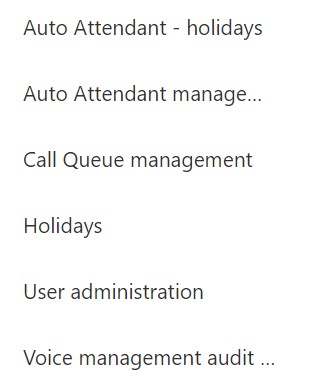 Auto Attendant - holidays
Auto Attendant manage...
Call Queue management
Holidays
User administration
Voice management audit ...